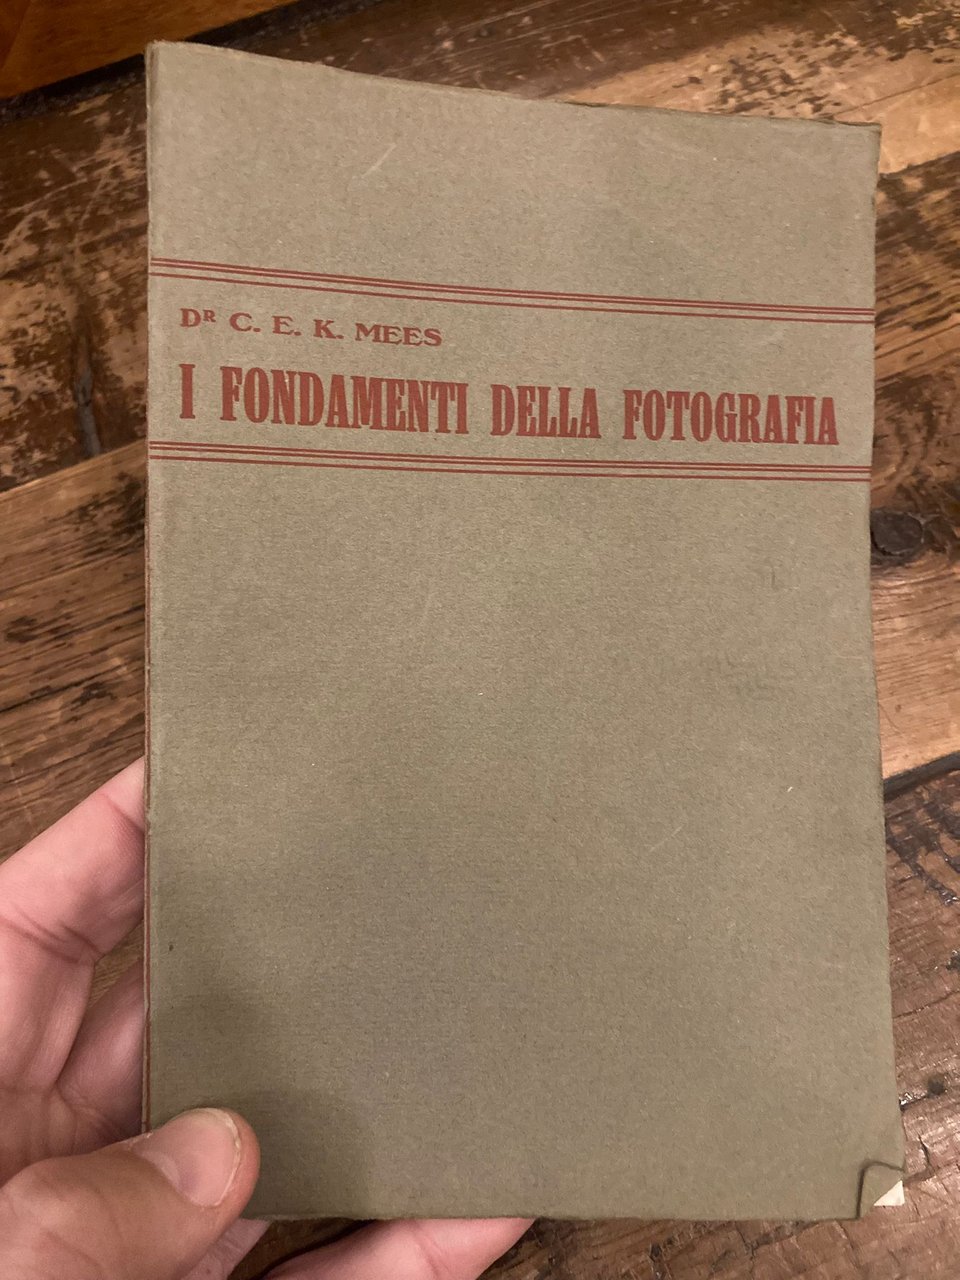 Dr C. E. K. MEES
I FONDAMENTI DELLA FOTOGRAFIA